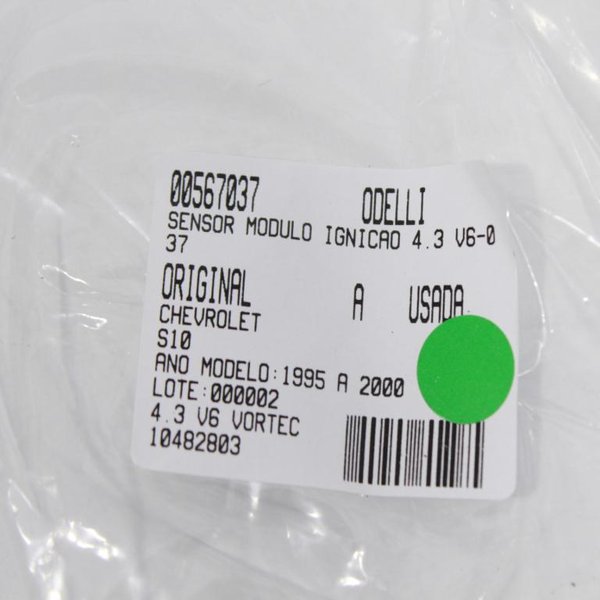 00567037 ODELLI
SENSOR MODULO IGNICAO 4.3 V6-0
37
ORIGINAL A USADA
CHEVROLET
S10
ANO MODELO:1995 A 2000
LOTE:000002
4.3 V6 VORTEC
10482803